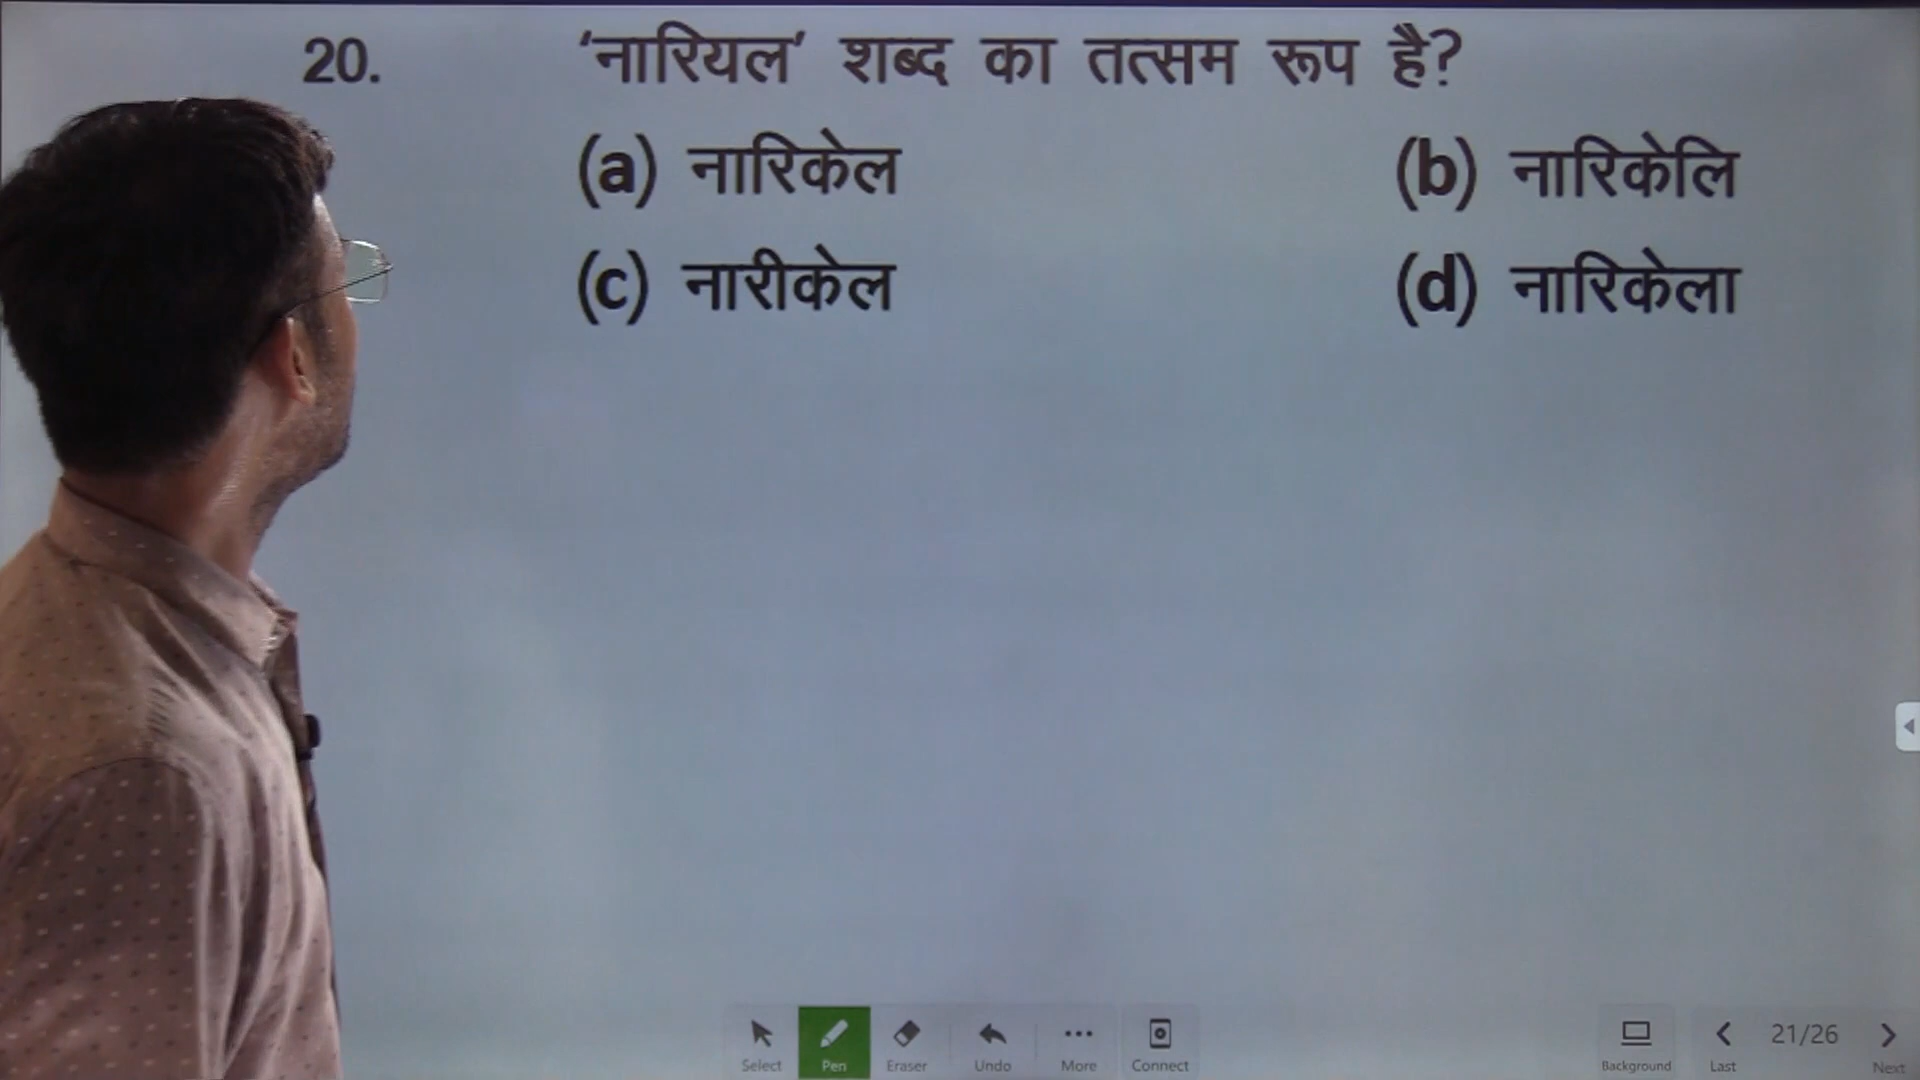 20. ‘नारियल’ शब्द का तत्सम रूप है?
(a) नारिकेल (b) नारिकेलि
(c) नारीकेल (d) नारिकेला
Select Pen Eraser Undo More Connect Background Last 21/26 Next